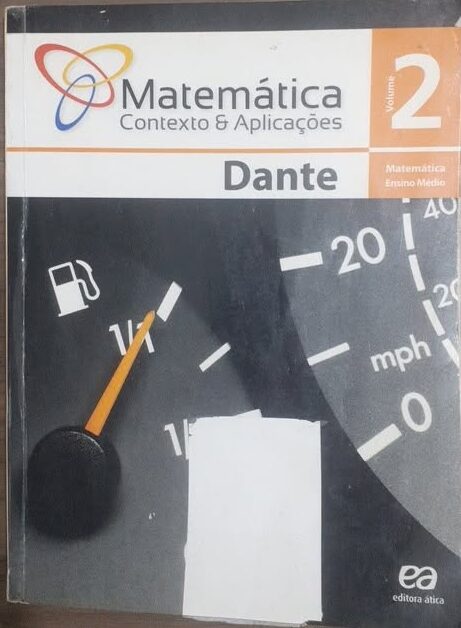 Matemática
Contexto & Aplicações
Volume 2
Dante
Matemática
Ensino Médio
40
20
20
1/1
mph
0
1/
ea
editora ática